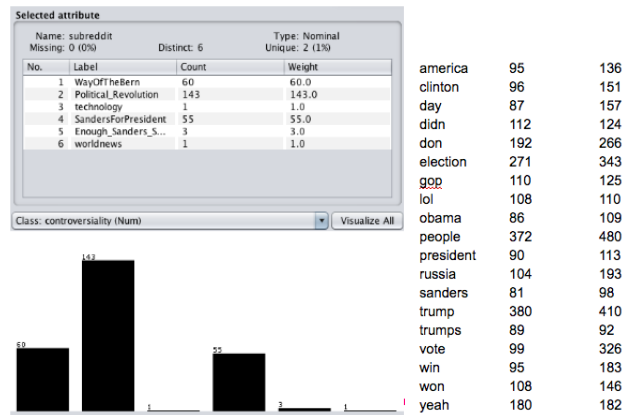 Selected attribute
Name: subreddit Type: Nominal
Missing: 0 (0%) Distinct: 6 Unique: 2 (1%)
No. Label Count Weight
1 WayOfTheBern 60 60.0
2 Political_Revolution 143 143.0
3 technology 1 1.0
4 SandersForPresident 55 55.0
5 Enough_Sanders_S... 3 3.0
6 worldnews 1 1.0
Class: controversiality (Num) Visualize All
143
60
55
1
3
1
america 95 136
clinton 96 151
day 87 157
didn 112 124
don 192 266
election 271 343
gop 110 125
lol 108 110
obama 86 109
people 372 480
president 90 113
russia 104 193
sanders 81 98
trump 380 410
trumps 89 92
vote 99 326
win 95 183
won 108 146
yeah 180 182